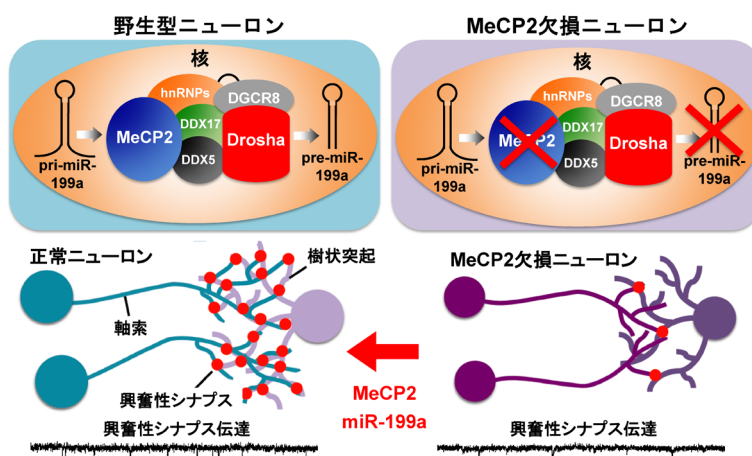 野生型ニューロン
核
hnRNPs
DGCR8
MeCP2
DDX17
Drosha
DDX5
pri-miR-
199a
pre-miR-
199a
MeCP2欠損ニューロン
核
hnRNPs
DGCR8
MeCP2
DDX17
Drosha
DDX5
pri-miR-
199a
pre-miR-
199a
正常ニューロン
樹状突起
軸索
興奮性シナプス
興奮性シナプス伝達
MeCP2
miR-199a
MeCP2欠損ニューロン
興奮性シナプス伝達